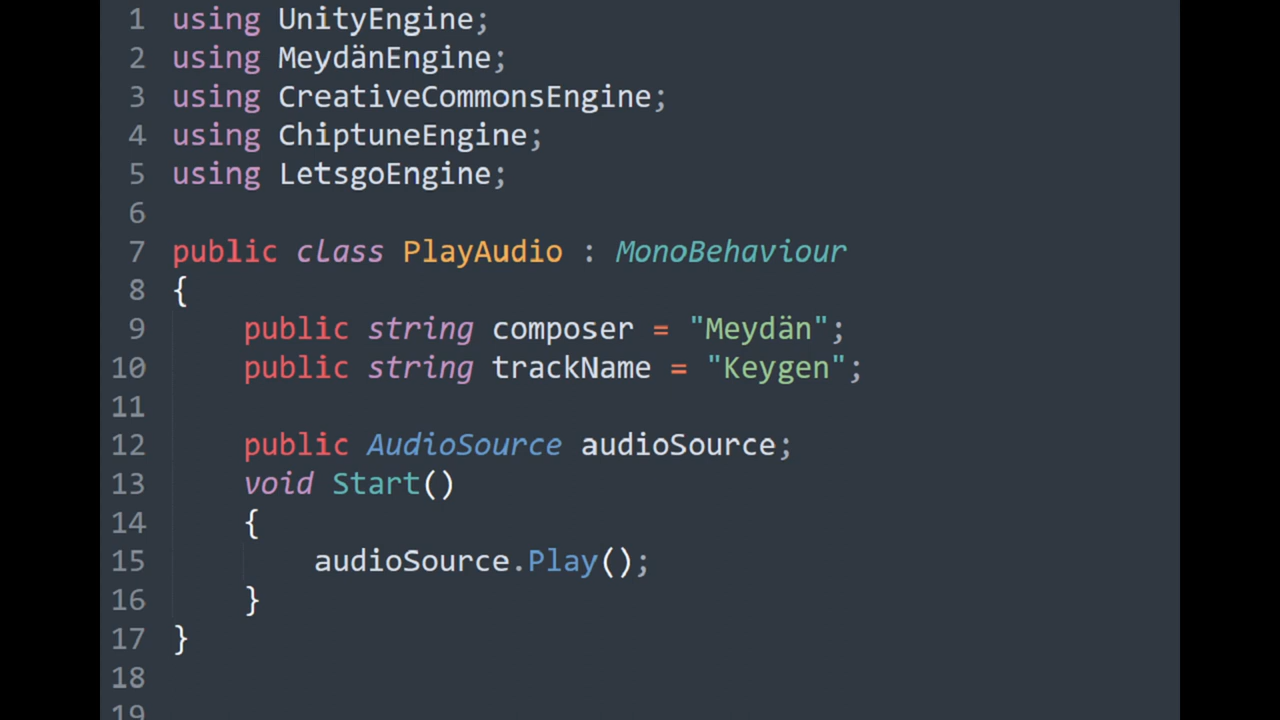 1 using UnityEngine;
2 using MeydänEngine;
3 using CreativeCommonsEngine;
4 using ChiptuneEngine;
5 using LetsgoEngine;
6
7 public class PlayAudio : MonoBehaviour
8 {
9     public string composer = "Meydän";
10     public string trackName = "Keygen";
11
12     public AudioSource audioSource;
13     void Start()
14     {
15         audioSource.Play();
16     }
17 }
18
19